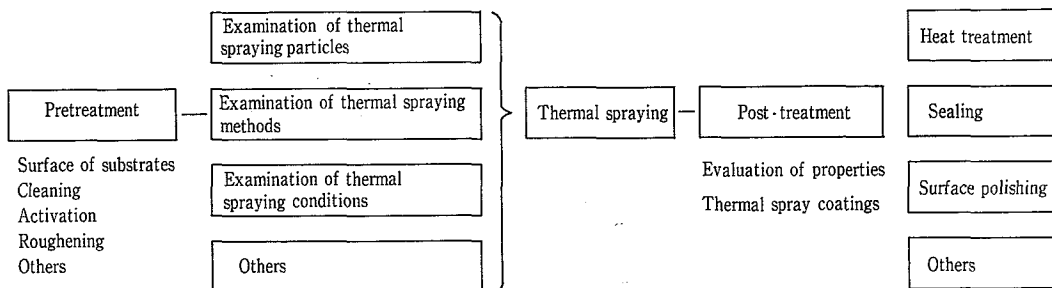 Pretreatment
Surface of substrates
Cleaning
Activation
Roughening
Others
Examination of thermal
spraying particles
Examination of thermal spraying
methods
Examination of thermal
spraying conditions
Others
Thermal spraying
Post-treatment
Evaluation of properties
Thermal spray coatings
Heat treatment
Sealing
Surface polishing
Others